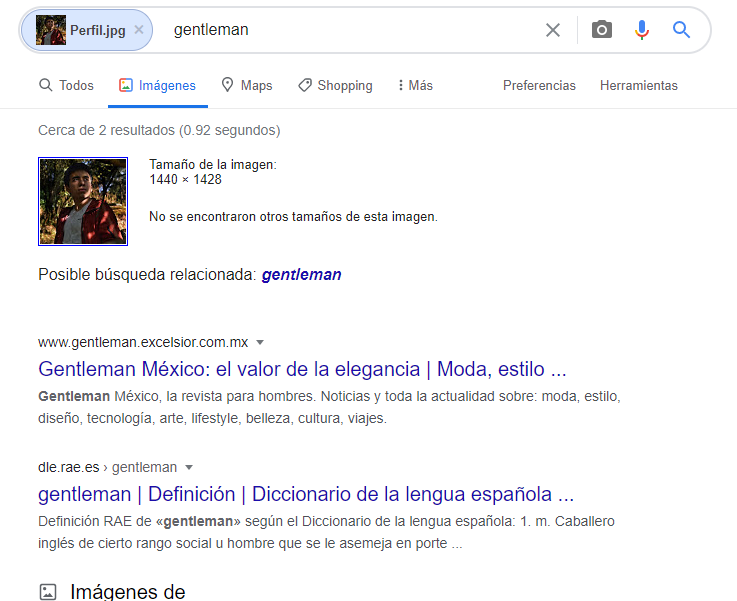 Perfil.jpg × gentleman
Todos Imágenes Maps Shopping Más Preferencias Herramientas
Cerca de 2 resultados (0.92 segundos)
Tamaño de la imagen:
1440 × 1428
No se encontraron otros tamaños de esta imagen.
Posible búsqueda relacionada: gentleman
www.gentleman.excelsior.com.mx
Gentleman México: el valor de la elegancia | Moda, estilo ...
Gentleman México, la revista para hombres. Noticias y toda la actualidad sobre: moda, estilo,
diseño, tecnología, arte, lifestyle, belleza, cultura, viajes.
dle.rae.es › gentleman
gentleman | Definición | Diccionario de la lengua española ...
Definición RAE de «gentleman» según el Diccionario de la lengua española: 1. m. Caballero
inglés de cierto rango social u hombre que se le asemeja en porte ...
Imágenes de